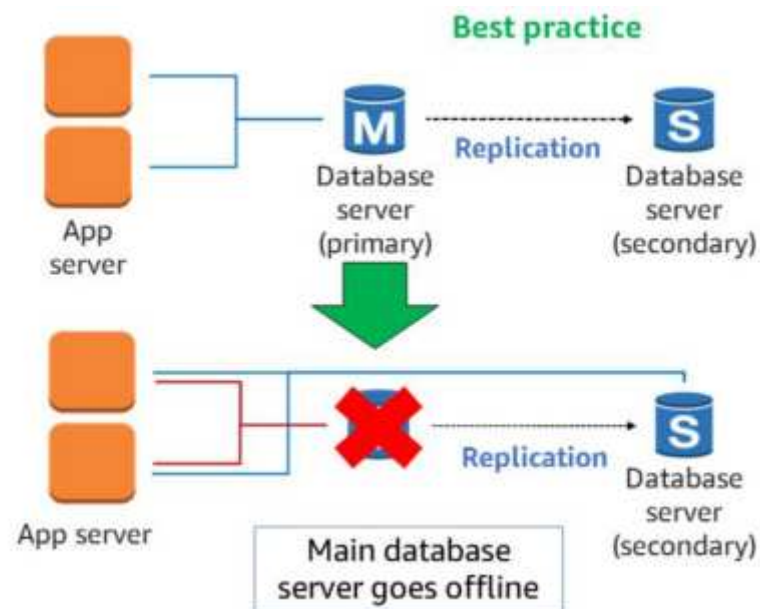 Best practice
M
Replication
S
Database
server
(primary)
Database
server
(secondary)
App
server
Replication
S
Database
server
(secondary)
App server
Main database
server goes offline